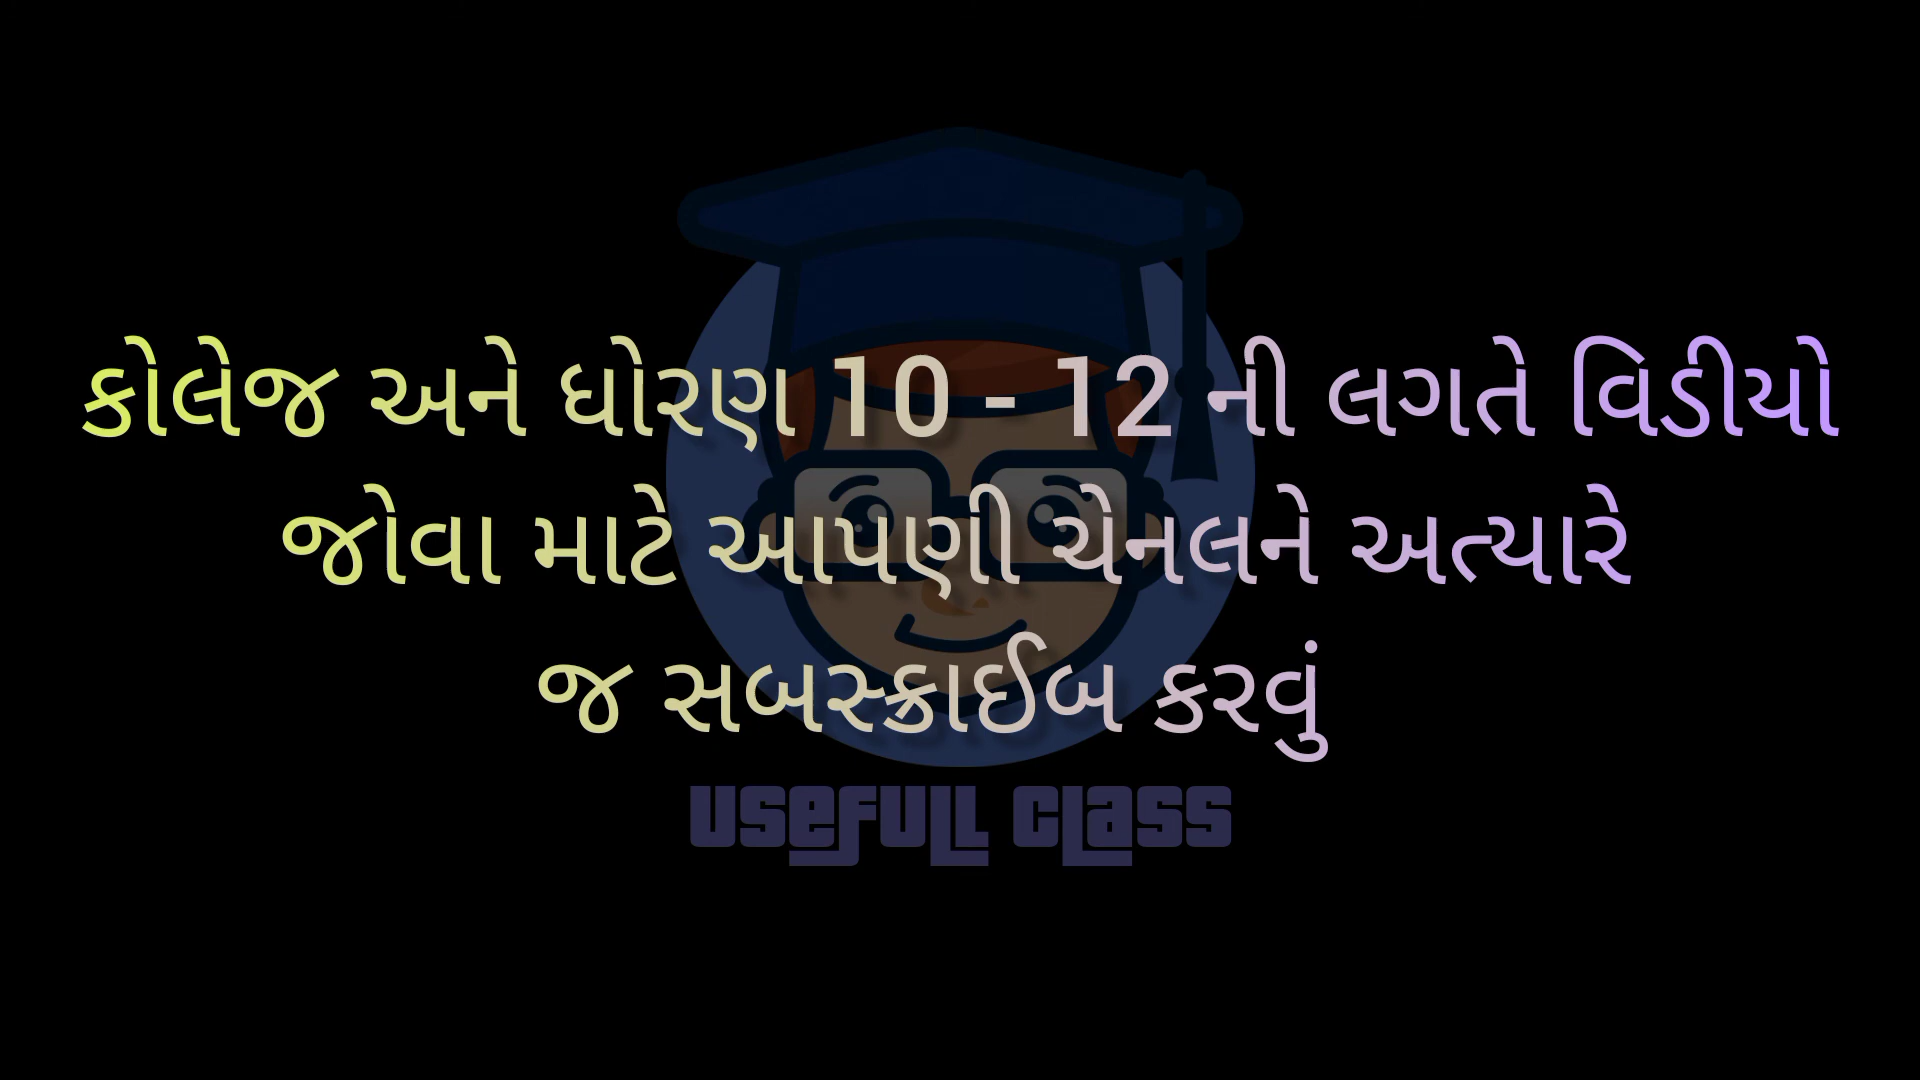 કોલેજ અને ધોરણ 10 - 12 ની લગતે વિડીયો
જોવા માટે આપણી ચેનલને અત્યારે
જ સબસ્ક્રાઈબ કરવું
USEFULL CLASS